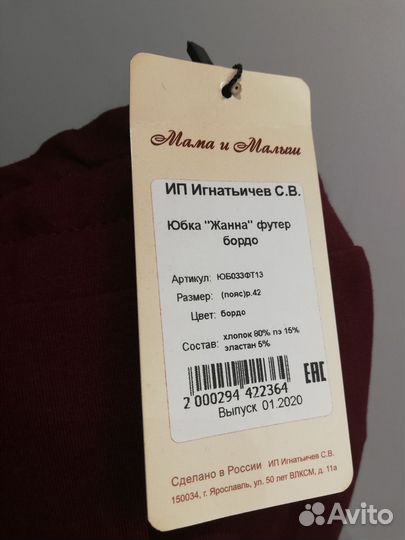 Мама и Малыш
ИП Игнатьичев С.В.
Юбка "Жанна" футер
бордо
Артикул: ЮБ033ФТ13
Размер: (пояс)р.42
Цвет: бордо
Состав: хлопок 80% пэ 15%
эластан 5%
2 000294 422364
EAC
Выпуск 01.2020
Сделано в России ИП Игнатьичев С.В.
150034, г. Ярославль, ул. 50 лет ВЛКСМ, д. 11а
Avito